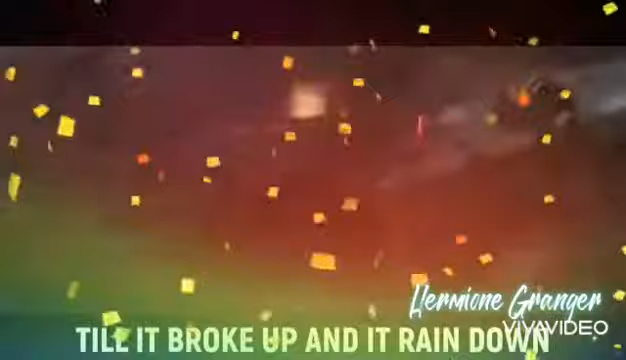 Hermione Granger
VIVAVIDEO
TILL IT BROKE UP AND IT RAIN DOWN